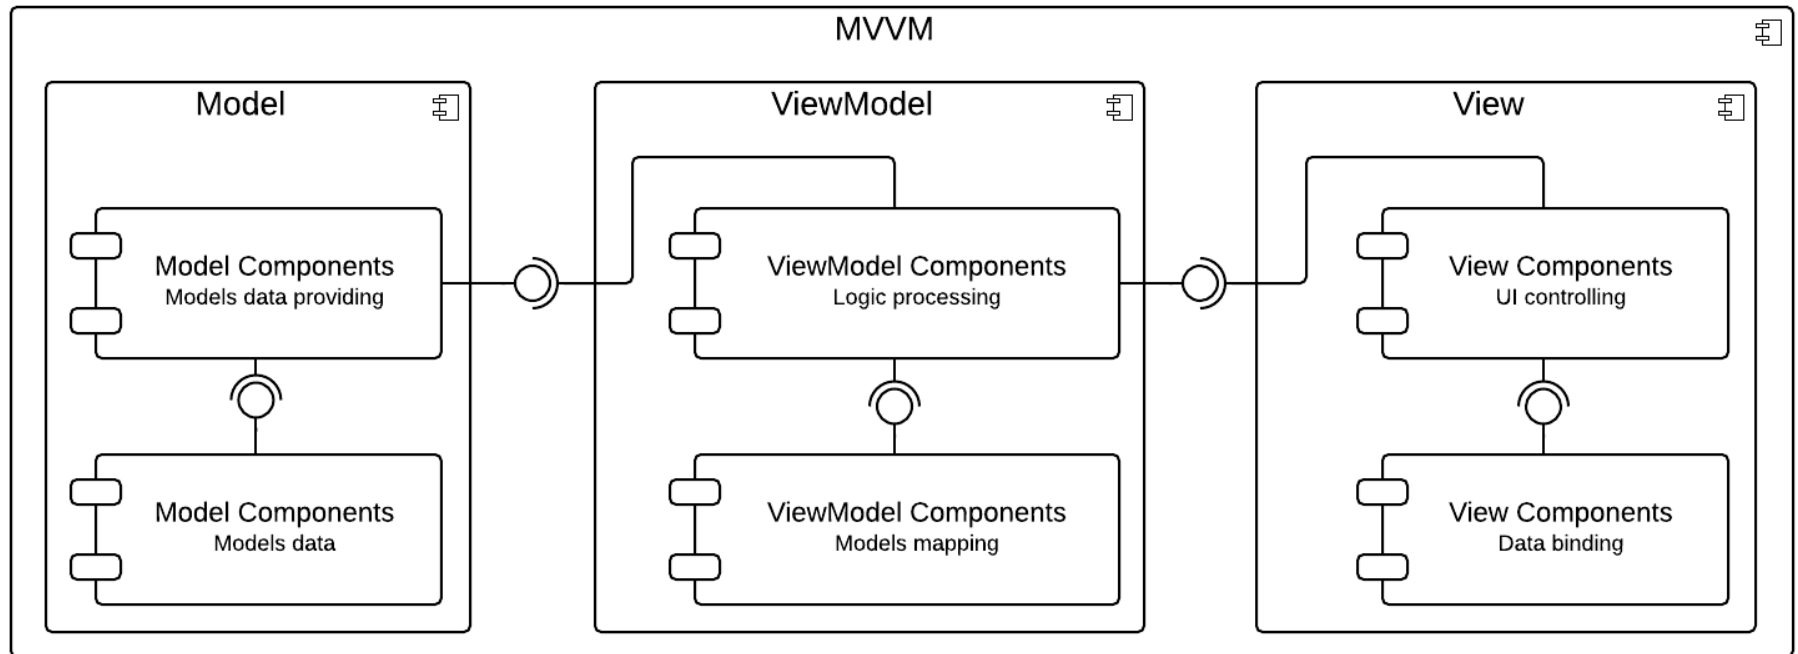 MVVM
Model
Model Components
Models data providing
Model Components
Models data
ViewModel
ViewModel Components
Logic processing
ViewModel Components
Models mapping
View
View Components
UI controlling
View Components
Data binding